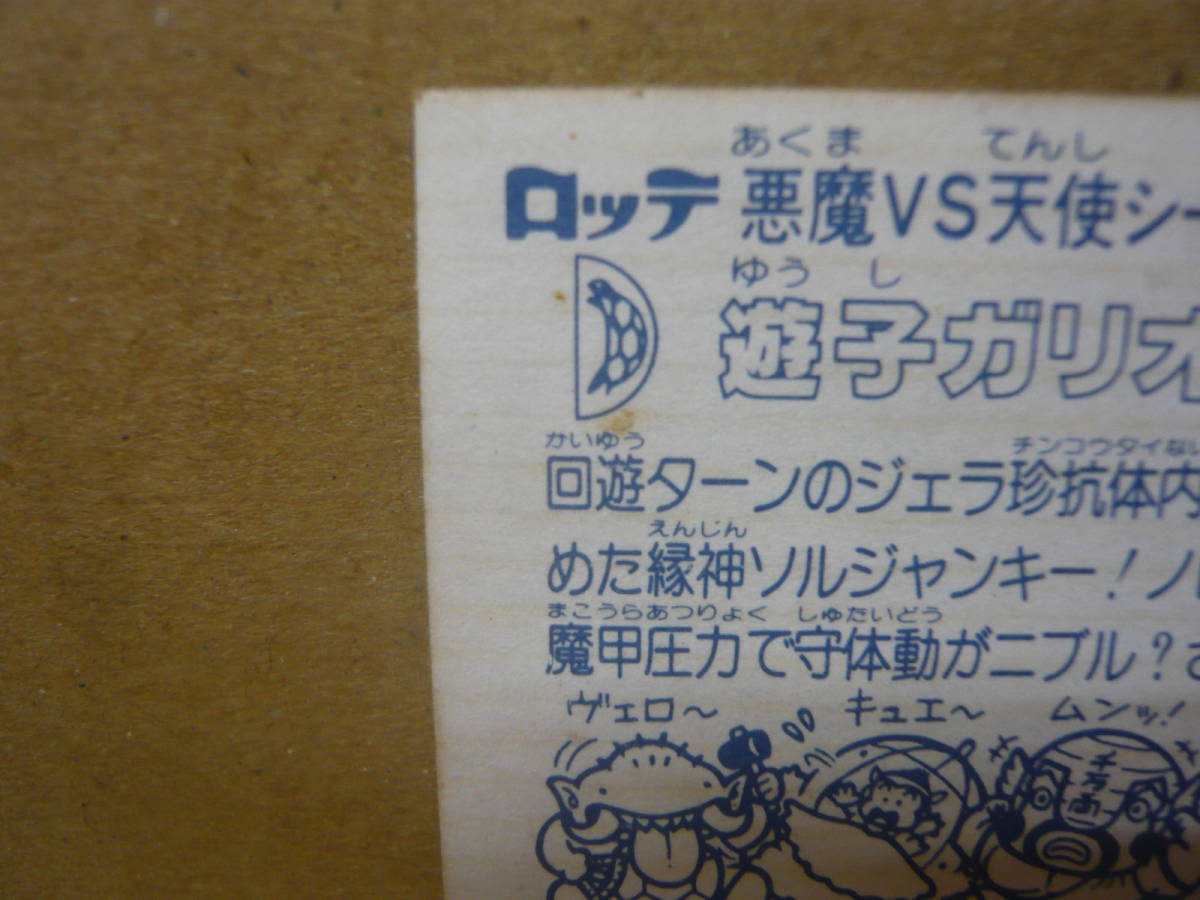 あくま てんし
ロッテ 悪魔VS天使シー
ゆう し
遊子ガリオ
かいゆう チンコウタイない
回遊ターンのジェラ珍抗体内
えんじん
めた縁神ソルジャンキー!ノレ
まこうらあつりょく しゅたいどう
魔甲圧力で守体動がニブル?
ヴェロ~ キュエ~ ムンッ!